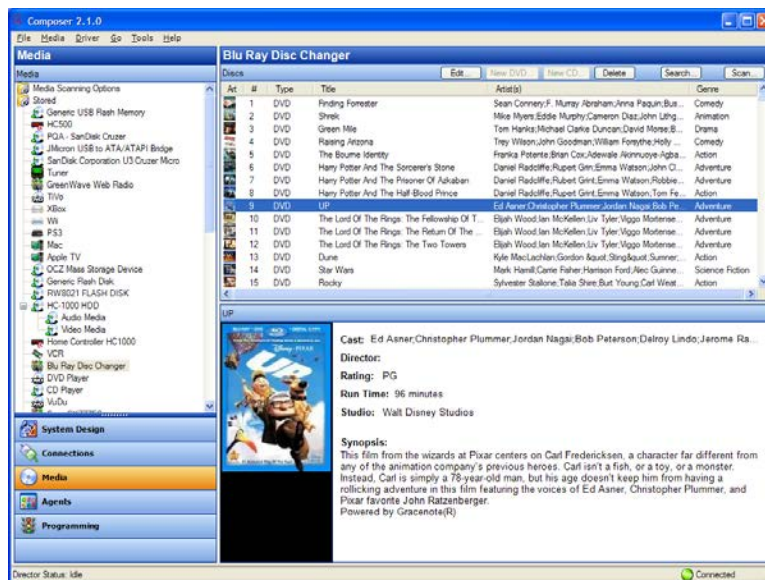 Composer 2.1.0
File Media Driver Go Tools Help
Media
Media
Media Scanning Options
Stored
Generic USB Flash Memory
HC500
PQA - SanDisk Cruzer
JMicron USB to ATA/ATAPI Bridge
SanDisk Corporation U3 Cruzer Micro
Tuner
GreenWave Web Radio
TiVo
XBox
Wii
PS3
Mac
Apple TV
OCZ Mass Storage Device
Generic Flash Disk
RW8021 FLASH DISK
HC-1000 HDD
Audio Media
Video Media
Home Controller HC1000
VCR
Blu Ray Disc Changer
DVD Player
CD Player
VuDu
System Design
Connections
Media
Agents
Programming
Blu Ray Disc Changer
Discs Edit... New DVD... New CD... Delete Search... Scan...
Art # Type Title Artist(s) Genre
1 DVD Finding Forrester Sean Connery;F. Murray Abraham;Anna Paquin;Bus... Comedy
2 DVD Shrek Mike Myers;Eddie Murphy;Cameron Diaz;John Lithg... Animation
3 DVD Green Mile Tom Hanks;Michael Clarke Duncan;David Morse;B... Drama
4 DVD Raising Arizona Trey Wilson;John Goodman;William Forsythe;Holly ... Comedy
5 DVD The Bourne Identity Franka Potente;Brian Cox;Adewale Akinnuoye-Agba... Action
6 DVD Harry Potter And The Sorcerer's Stone Daniel Radcliffe;Rupert Grint;Emma Watson;John Cl... Adventure
7 DVD Harry Potter And The Prisoner Of Azkaban Daniel Radcliffe;Rupert Grint;Emma Watson;Robbie... Adventure
8 DVD Harry Potter And The Half-Blood Prince Daniel Radcliffe;Rupert Grint;Emma Watson;Tom Fe... Action
9 DVD UP Ed Asner;Christopher Plummer;Jordan Nagai;Bob Pe... Adventure
10 DVD The Lord Of The Rings: The Fellowship Of T... Elijah Wood;Ian McKellen;Liv Tyler;Viggo Mortense... Adventure
11 DVD The Lord Of The Rings: The Return Of The ... Elijah Wood;Ian McKellen;Liv Tyler;Viggo Mortense... Adventure
12 DVD The Lord Of The Rings: The Two Towers Elijah Wood;Ian McKellen;Liv Tyler;Viggo Mortense... Adventure
13 DVD Dune Kyle MacLachlan;Gordon &quot;Sting&quot;Sumner;... Action
14 DVD Star Wars Mark Hamill;Carrie Fisher;Harrison Ford;Alec Guinne... Science Fiction
15 DVD Rocky Sylvester Stallone;Talia Shire;Burt Young;Carl Weat... Action
UP
Disney · PIXAR
UP
Cast: Ed Asner;Christopher Plummer;Jordan Nagai;Bob Peterson;Delroy Lindo;Jerome Ra...
Director:
Rating: PG
Run Time: 96 minutes
Studio: Walt Disney Studios
Synopsis:
This film from the wizards at Pixar centers on Carl Fredericksen, a character far different from
any of the animation company's previous heroes. Carl isn't a fish, or a toy, or a monster.
Instead, Carl is simply a 78-year-old man, but his age doesn't keep him from having a
rollicking adventure in this film featuring the voices of Ed Asner, Christopher Plummer, and
Pixar favorite John Ratzenberger.
Powered by Gracenote(R)
Director Status: Idle
Connected